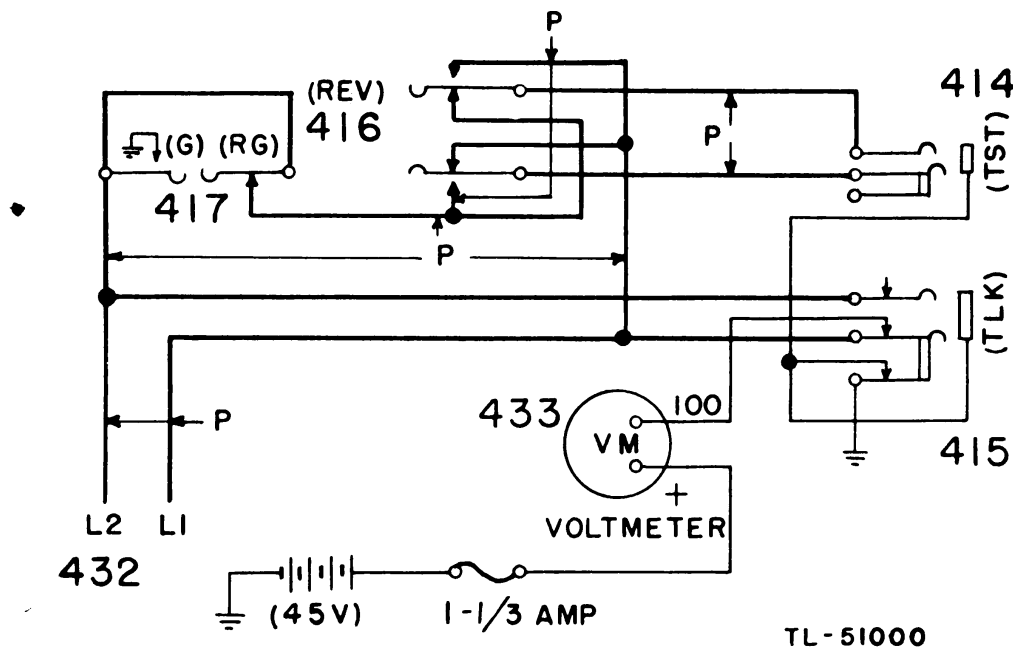 P
414
(REV)
416
(TST)
P
(G) (RG)
417
P
(TLK)
P
433
100
VM
415
+
L2 L1
VOLTMETER
432
(45V)
1-1/3 AMP
TL-51000